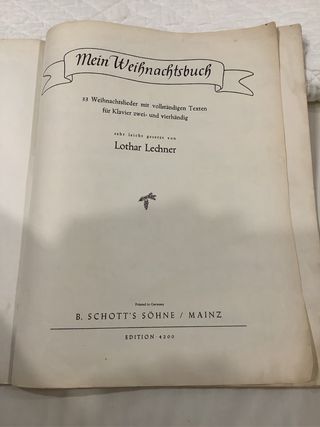 Mein Weihnachtsbuch
33 Weihnachtslieder mit vollständigen Texten
für Klavier zwei- und vierhändig
sehr leicht gesetzt von
Lothar Lechner
Printed in Germany
B. SCHOTT'S SÖHNE / MAINZ
EDITION 4200